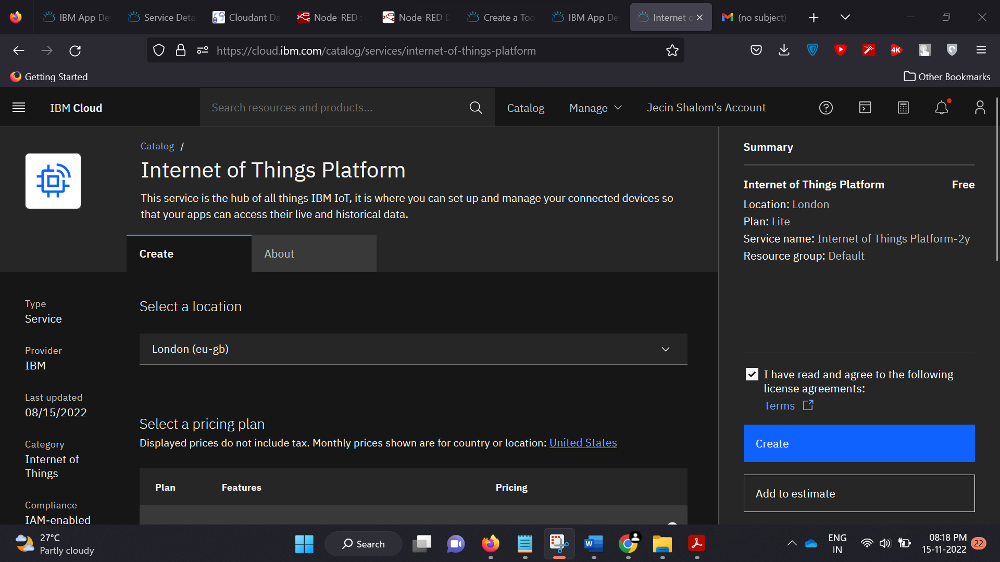 IBM App De
Service Deta
Cloudant Da
Node-RED :
Node-RED D
Create a Too
IBM App De
Internet o
(no subject)
https://cloud.ibm.com/catalog/services/internet-of-things-platform
4K
Getting Started
Other Bookmarks
IBM Cloud
Search resources and products...
Catalog
Manage
Jecin Shalom's Account
Catalog /
Internet of Things Platform
This service is the hub of all things IBM IoT, it is where you can set up and manage your connected devices so
that your apps can access their live and historical data.
Create
About
Type
Service
Provider
IBM
Last updated
08/15/2022
Category
Internet of
Things
Compliance
IAM-enabled
Select a location
London (eu-gb)
Select a pricing plan
Displayed prices do not include tax. Monthly prices shown are for country or location: United States
Plan
Features
Pricing
Summary
Internet of Things Platform Free
Location: London
Plan: Lite
Service name: Internet of Things Platform-2y
Resource group: Default
I have read and agree to the following
license agreements:
Terms
Create
Add to estimate
27°C
Partly cloudy
Search
W
ENG
IN
08:18 PM
15-11-2022
22